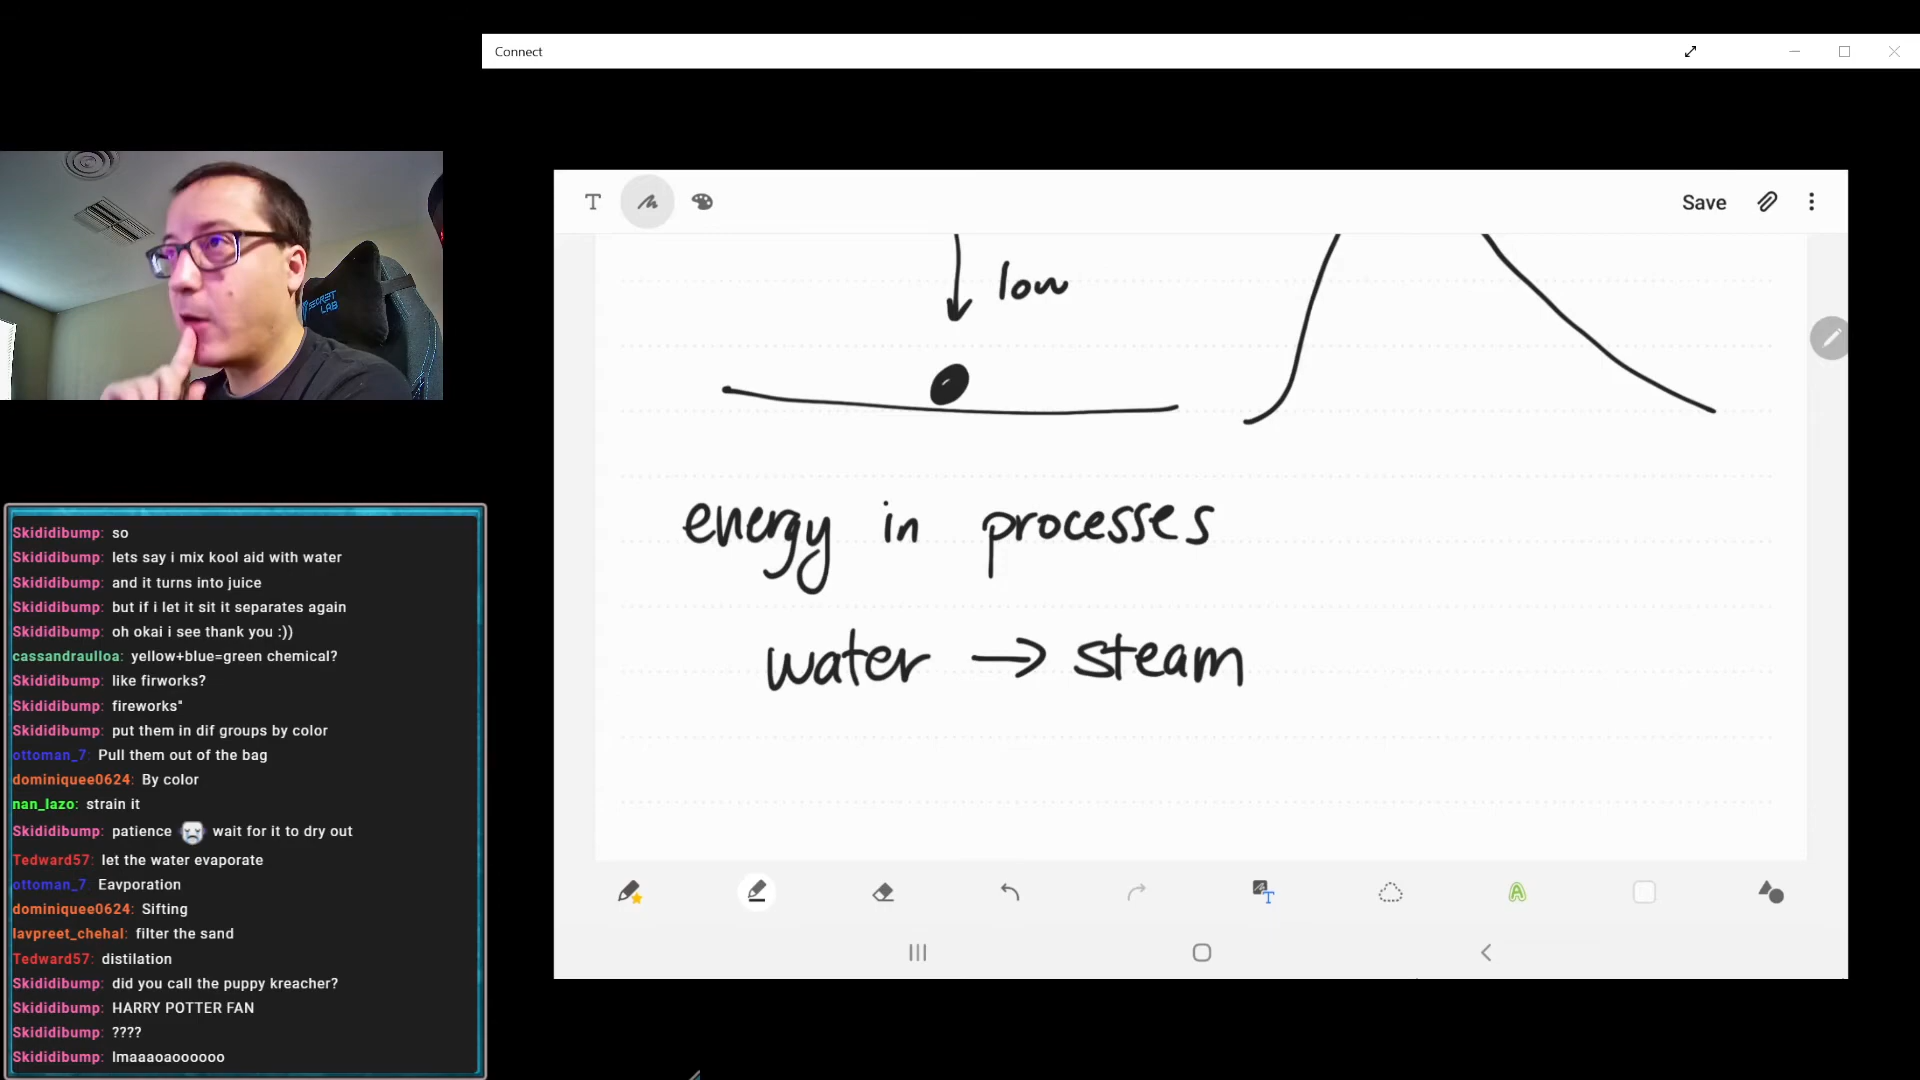 Connect
SECRET
LAB
T
Save
low
energy in processes
water → steam
Skididibump: so
Skididibump: lets say i mix kool aid with water
Skididibump: and it turns into juice
Skididibump: but if i let it sit it separates again
Skididibump: oh okai i see thank you :))
cassandraulloa: yellow+blue=green chemical?
Skididibump: like firworks?
Skididibump: fireworks"
Skididibump: put them in dif groups by color
ottoman_7: Pull them out of the bag
dominiquee0624: By color
nan_lazo: strain it
Skididibump: patience wait for it to dry out
Tedward57: let the water evaporate
ottoman_7: Eavporation
dominiquee0624: Sifting
lavpreet_chehal: filter the sand
Tedward57: distilation
Skididibump: did you call the puppy kreacher?
Skididibump: HARRY POTTER FAN
Skididibump: ????
Skididibump: lmaaaoaoooooo
T
A